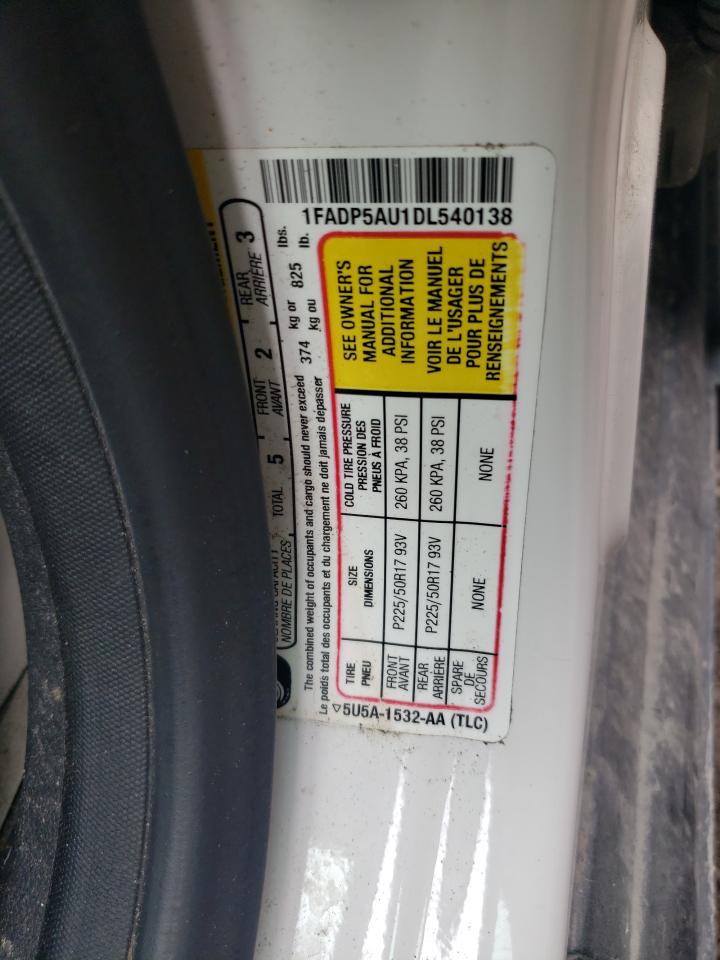 NOMBRE DE PLACES
TOTAL 5
FRONT
AVANT 2
REAR
ARRIÈRE 3
The combined weight of occupants and cargo should never exceed 374 kg or 825 lbs.
Le poids total des occupants et du chargement ne doit jamais dépasser kg ou lb.
1FADP5AU1DL540138
TIRE
PNEU
SIZE
DIMENSIONS
COLD TIRE PRESSURE
PRESSION DES
PNEUS À FROID
SEE OWNER'S
MANUAL FOR
ADDITIONAL
INFORMATION
VOIR LE MANUEL
DE L'USAGER
POUR PLUS DE
RENSEIGNEMENTS
FRONT
AVANT
P225/50R17 93V
260 KPA, 38 PSI
REAR
ARRIÈRE
P225/50R17 93V
260 KPA, 38 PSI
SPARE
DE
SECOURS
NONE
NONE
5U5A-1532-AA (TLC)